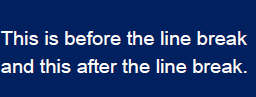 This is before the line break
and this after the line break.